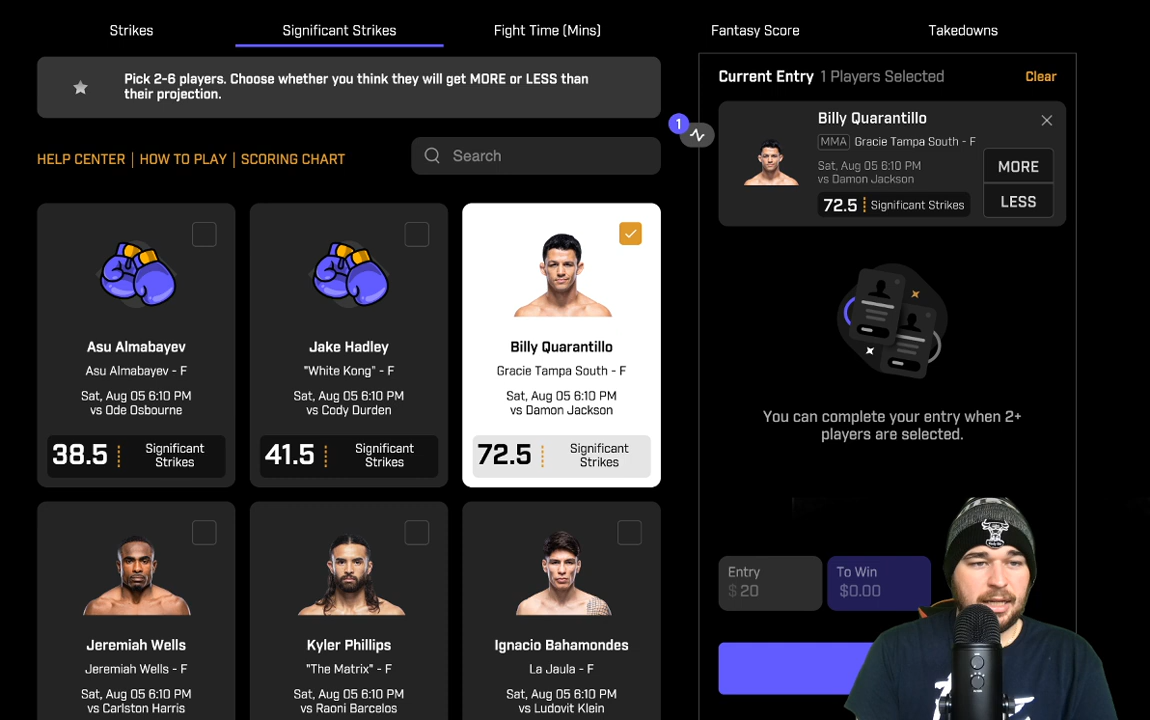 Strikes
Significant Strikes
Fight Time (Mins)
Fantasy Score
Takedowns
Pick 2-6 players. Choose whether you think they will get MORE or LESS than
their projection.
HELP CENTER | HOW TO PLAY | SCORING CHART
Search
Asu Almabayev
Asu Almabayev - F
Sat, Aug 05 6:10 PM
vs Ode Osbourne
38.5
Significant
Strikes
Jake Hadley
"White Kong" - F
Sat, Aug 05 6:10 PM
vs Cody Durden
41.5
Significant
Strikes
Billy Quarantillo
Gracie Tampa South - F
Sat, Aug 05 6:10 PM
vs Damon Jackson
72.5
Significant
Strikes
Jeremiah Wells
Jeremiah Wells - F
Sat, Aug 05 6:10 PM
vs Carlston Harris
Kyler Phillips
"The Matrix" - F
Sat, Aug 05 6:10 PM
vs Raoni Barcelos
Ignacio Bahamondes
La Jaula - F
Sat, Aug 05 6:10 PM
vs Ludovit Klein
Current Entry 1 Players Selected
Clear
1
Billy Quarantillo
MMA Gracie Tampa South - F
Sat, Aug 05 6:10 PM
vs Damon Jackson
72.5 Significant Strikes
MORE
LESS
You can complete your entry when 2+
players are selected.
Entry
$ 20
To Win
$0.00